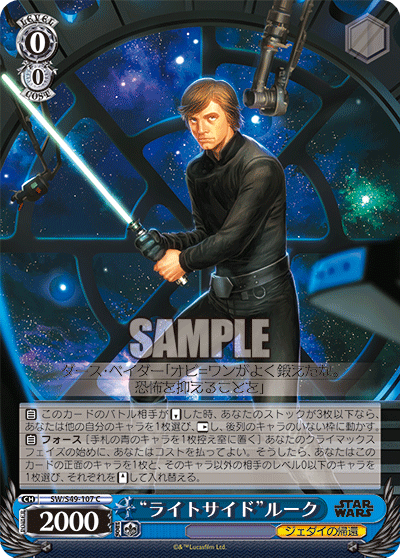 LEVEL
0
0
COST
SAMPLE
ダース・ベイダー「オビ＝ワンがよく鍛えたな。
恐怖を抑えることを」
このカードのバトル相手が した時、あなたのストックが3枚以下なら、
あなたは他の自分のキャラを1枚選び、 し、後列のキャラのいない枠に動かす。
フォース ［手札の青のキャラを1枚控え室に置く］ あなたのクライマックス
フェイズの始めに、あなたはコストを払ってよい。そうしたら、あなたはこの
カードの正面のキャラを1枚と、そのキャラ以外の相手のレベル0以下のキャラを
1枚選び、それぞれを して入れ替える。
CH
SW/S49-107 C
POWER
2000
“ライトサイド”ルーク
STAR WARS
ジェダイの帰還
©&™Lucasfilm Ltd.